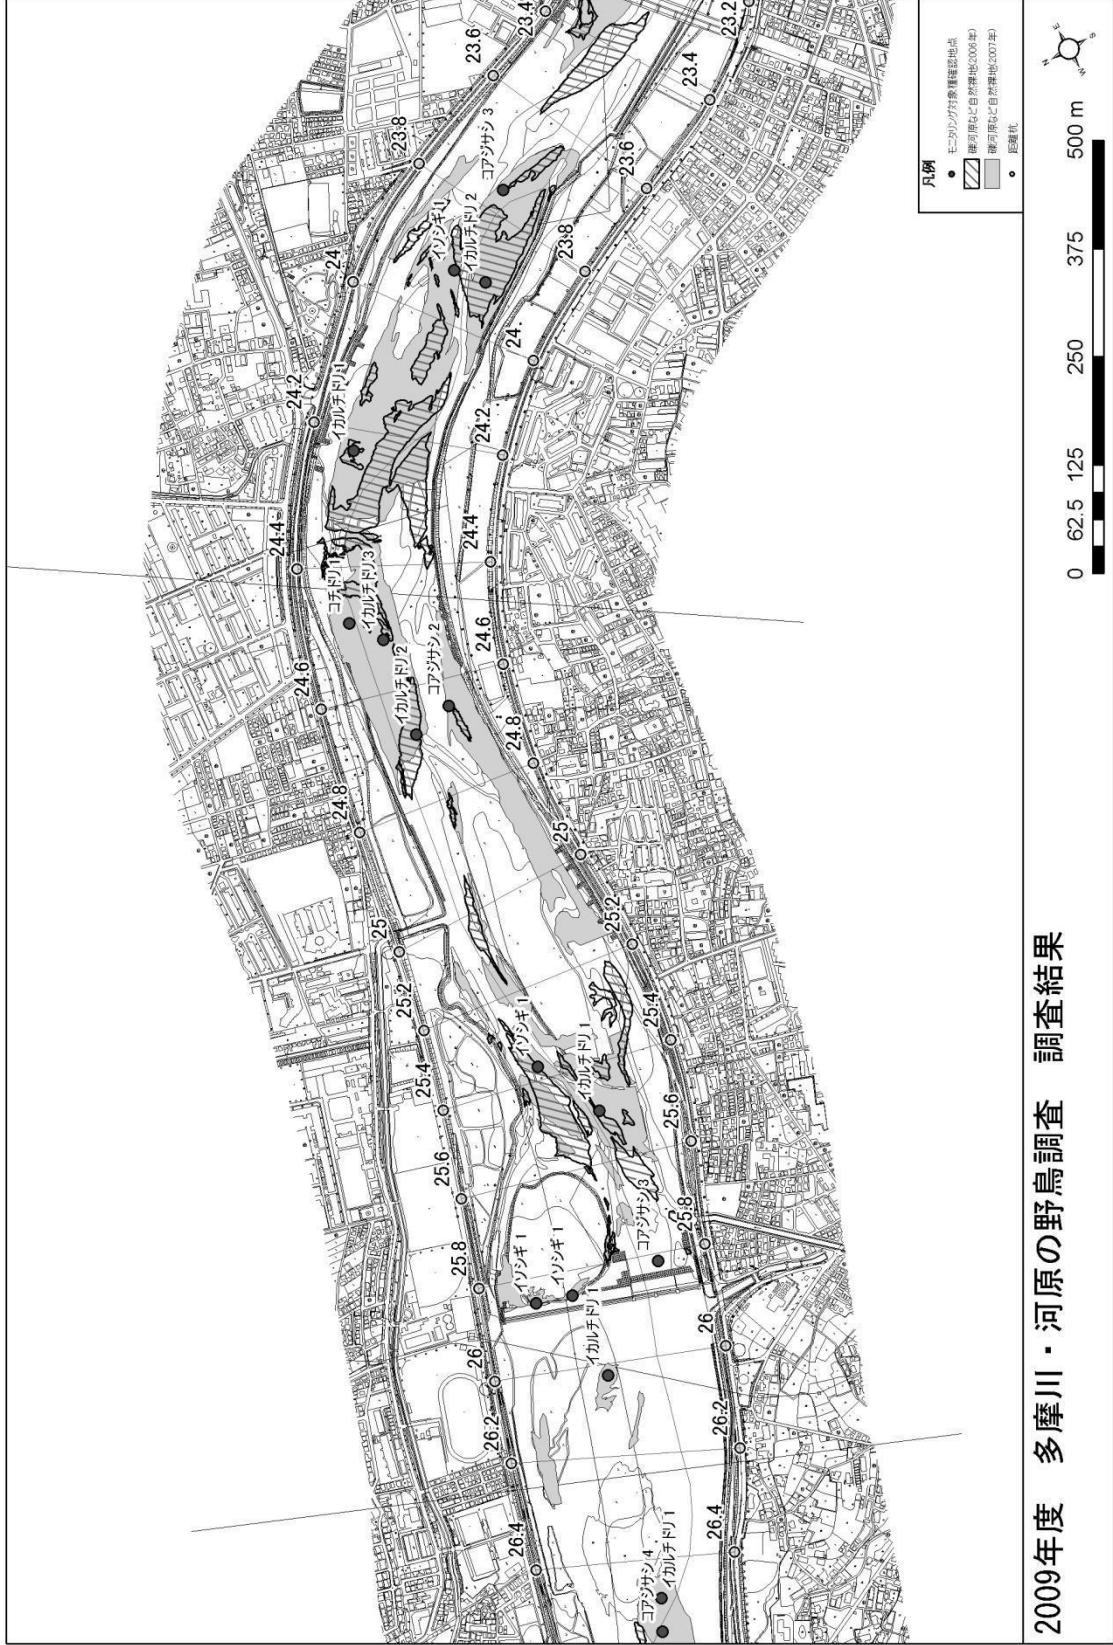 2009年度 多摩川・河原の野鳥調査 調査結果
凡例
モニタリング対象種確認地点
礫河原など自然裸地(2006年)
礫河原など自然裸地(2007年)
距離杭
0 62.5 125 250 375 500 m
N
E
S
W
26.4
26.2
26
25.8
25.6
25.4
25.2
25
24.8
24.6
24.4
24.2
24
23.8
23.6
23.4
コアジサシ 4
イカルチドリ 1
イカルチドリ 1
イソシギ 1
イソシギ 1
コアジサシ 3
イソシギ 1
イカルチドリ 1
イカルチドリ 2
コアジサシ 2
コチドリ 1
イカルチドリ 3
イカルチドリ 1
イソシギ 1
イカルチドリ 2
コアジサシ 3
26.4
26.2
26
25.8
25.6
25.4
25.2
25
24.8
24.6
24.4
24.2
24
23.8
23.6
23.4
23.2